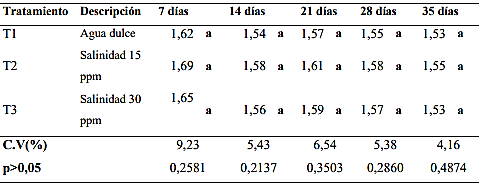 Tratamiento Descripción 7 días 14 días 21 días 28 días 35 días
T1 Agua dulce 1,62 a 1,54 a 1,57 a 1,55 a 1,53 a
T2 Salinidad 15 ppm 1,69 a 1,58 a 1,61 a 1,58 a 1,55 a
T3 Salinidad 30 ppm 1,65 a 1,56 a 1,59 a 1,57 a 1,53 a
C.V(%) 9,23 5,43 6,54 5,38 4,16
p>0,05 0,2581 0,2137 0,3503 0,2860 0,4874